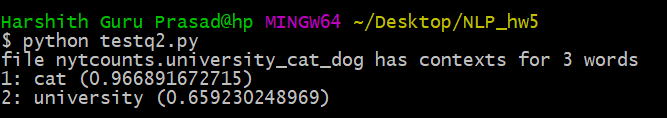 Harshith Guru Prasad@hp MINGW64 ~/Desktop/NLP_hw5
$ python testq2.py
file nytcounts.university_cat_dog has contexts for 3 words
1: cat (0.966891672715)
2: university (0.659230248969)